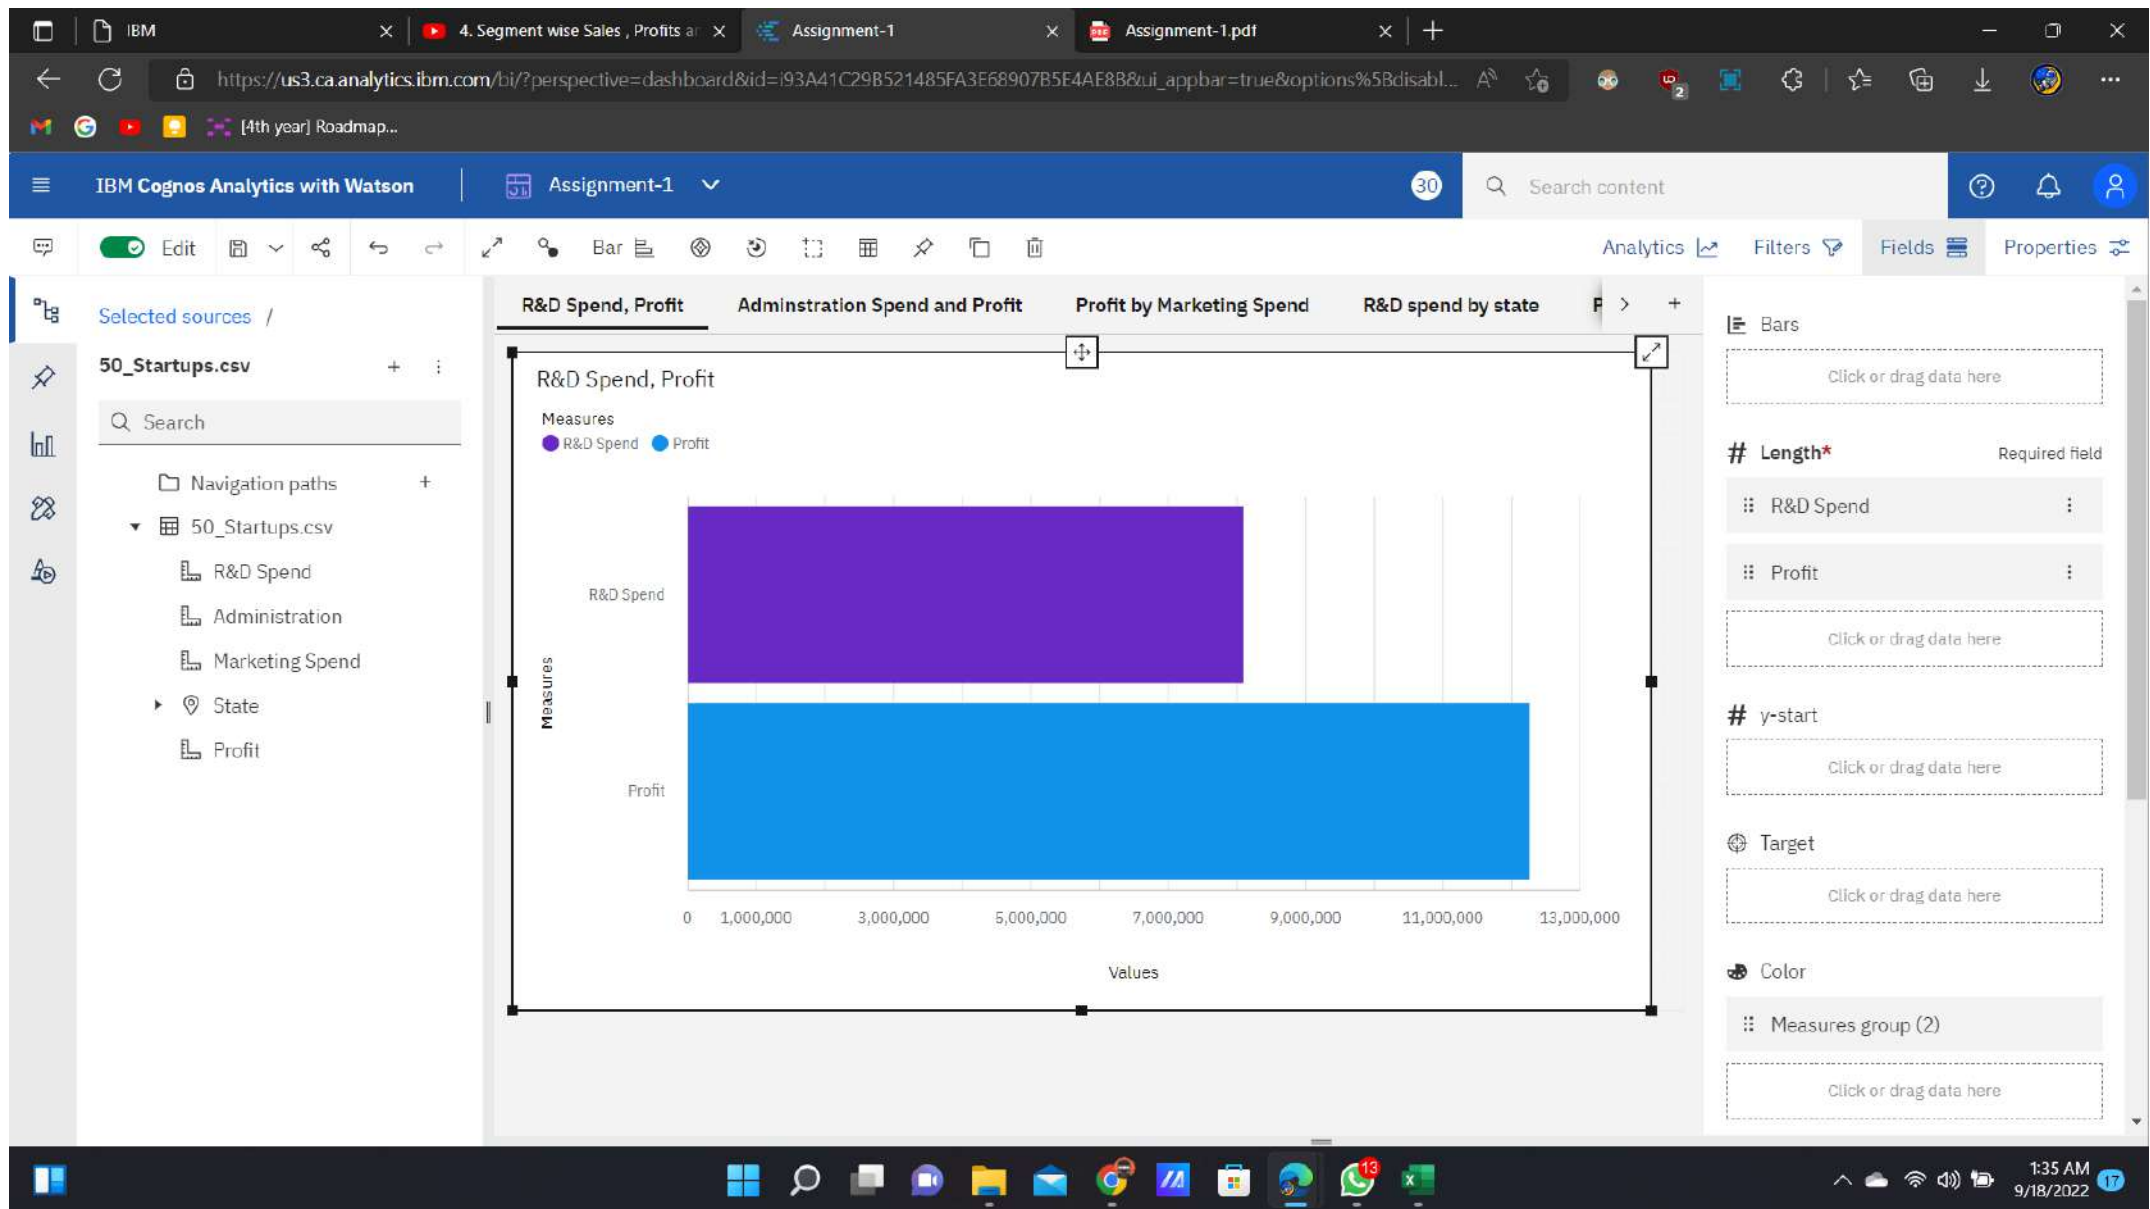 IBM
4. Segment wise Sales , Profits ar
Assignment-1
Assignment-1.pdf
https://us3.ca.analytics.ibm.com/bi/?perspective=dashboard&id=i93A41C29B521485FA3E68907B5E4AE8B&ui_appbar=true&options%5Bdisabl...
2
[4th year] Roadmap...
IBM Cognos Analytics with Watson
Assignment-1
30
Search content
Edit
Bar
Analytics
Filters
Fields
Properties
Selected sources /
50_Startups.csv
Search
Navigation paths
50_Startups.csv
R&D Spend
Administration
Marketing Spend
State
Profit
R&D Spend, Profit
Adminstration Spend and Profit
Profit by Marketing Spend
R&D spend by state
R&D Spend, Profit
Measures
R&D Spend Profit
R&D Spend
Profit
Measures
0 1,000,000 3,000,000 5,000,000 7,000,000 9,000,000 11,000,000 13,000,000
Values
Bars
Click or drag data here
# Length* Required field
R&D Spend
Profit
Click or drag data here
# y-start
Click or drag data here
Target
Click or drag data here
Color
Measures group (2)
Click or drag data here
13
1:35 AM
9/18/2022
17